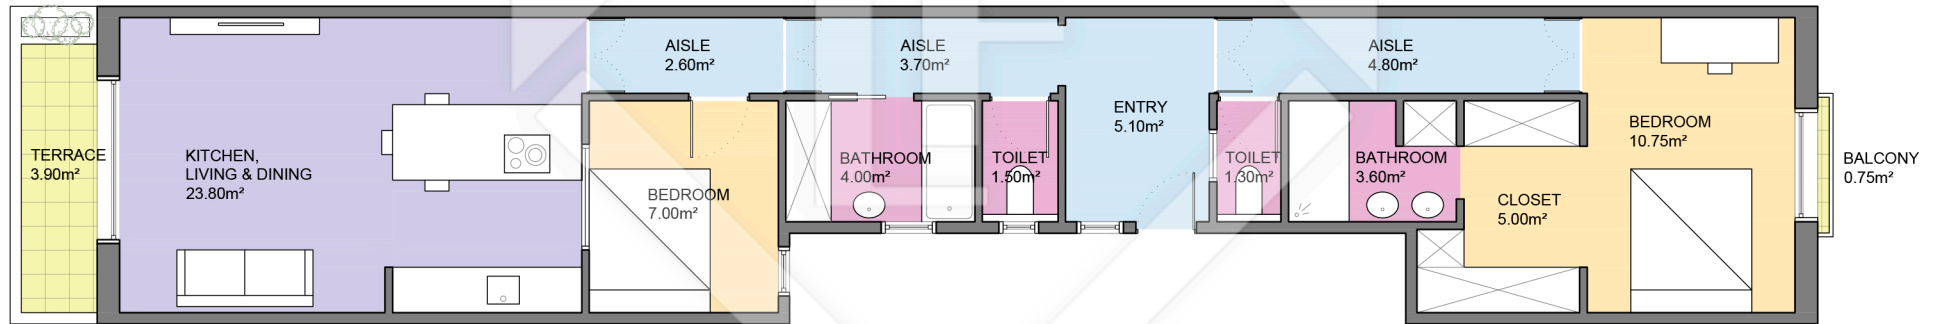 TERRACE
3.90m²
KITCHEN,
LIVING & DINING
23.80m²
AISLE
2.60m²
BEDROOM
7.00m²
AISLE
3.70m²
BATHROOM
4.00m²
TOILET
1.50m²
ENTRY
5.10m²
TOILET
1.30m²
AISLE
4.80m²
BATHROOM
3.60m²
CLOSET
5.00m²
BEDROOM
10.75m²
BALCONY
0.75m²